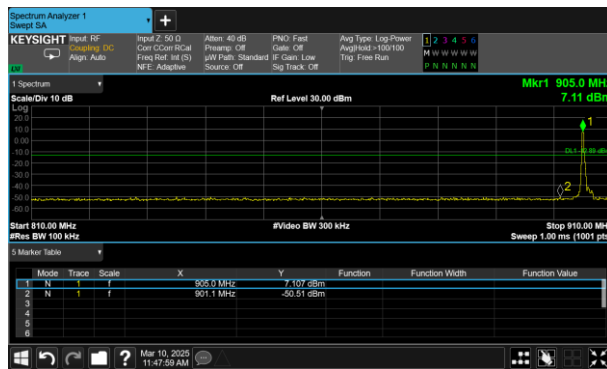 Spectrum Analyzer 1
Swept SA
KEYSIGHT Input: RF Input Z: 50 Ω Atten: 40 dB PNO: Fast Avg Type: Log-Power 1 2 3 4 5 6
Coupling: DC Corr CCorr RCal Preamp: Off Gate: Off Avg|Hold:>100/100 M W W W W W
Align: Auto Freq Ref: Int (S) µW Path: Standard IF Gain: Low Trig: Free Run
NFE: Adaptive Source: Off Sig Track: Off P N N N N N
1 Spectrum Mkr1 905.0 MH
Scale/Div 10 dB Ref Level 30.00 dBm 7.11 dBm
Log
20.0
10.0
0.00
-10.0
-20.0
-30.0
-40.0
-50.0
-60.0
1
2
Start 810.00 MHz #Video BW 300 kHz Stop 910.00 MH
#Res BW 100 kHz Sweep 1.00 ms (1001 pts
5 Marker Table
Mode Trace Scale X Y Function Function Width Function Value
1 N 1 f 905.0 MHz 7.107 dBm
2 N 1 f 901.1 MHz -50.51 dBm
3
4
5
6
? Mar 10, 2025
11:47:59 AM